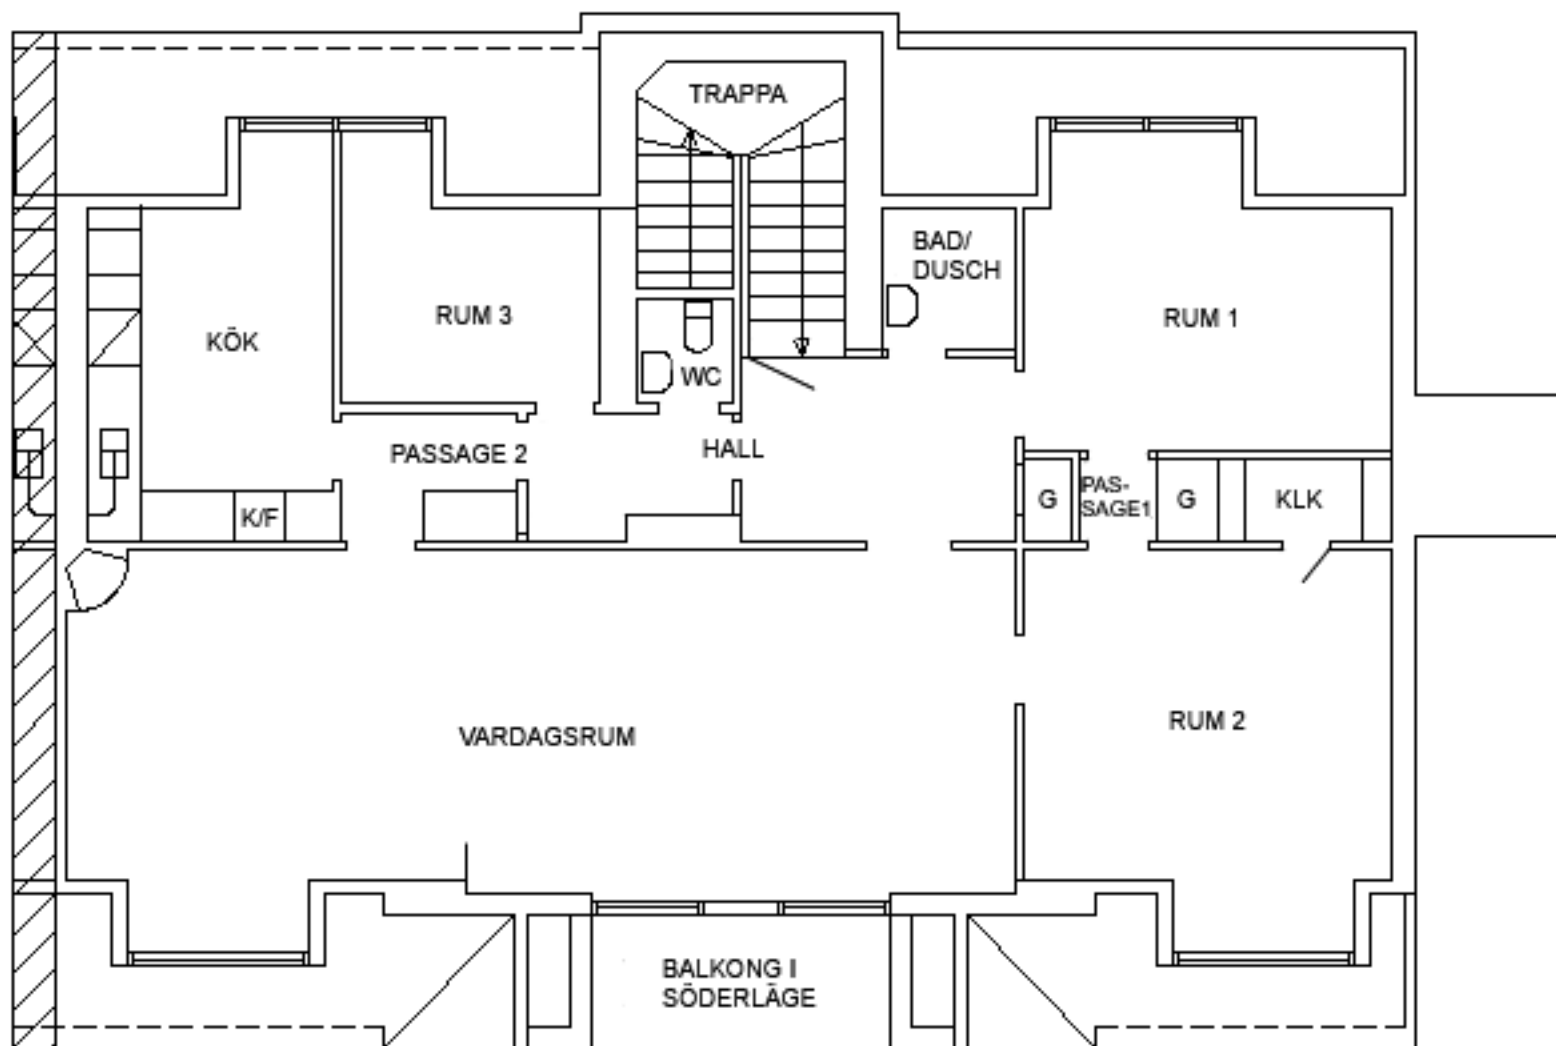 TRAPPA
BAD/
DUSCH
RUM 3
RUM 1
KÖK
WC
PASSAGE 2
HALL
G
PAS-
SAGE1
G
KLK
K/F
VARDAGSRUM
RUM 2
BALKONG I
SÖDERLÄGE